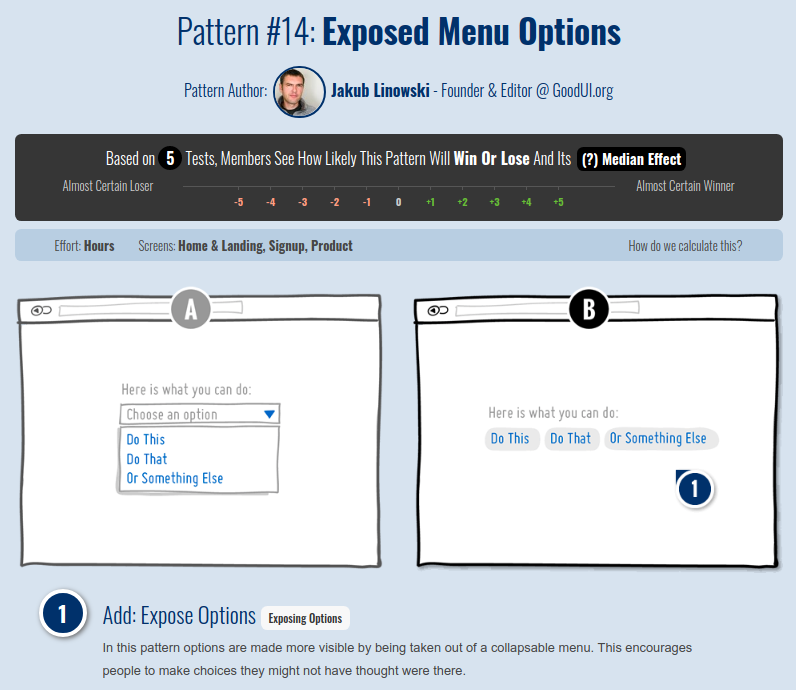 Pattern #14: Exposed Menu Options
Pattern Author: Jakub Linowski - Founder & Editor @ GoodUI.org
Based on 5 Tests, Members See How Likely This Pattern Will Win Or Lose And Its (?) Median Effect
Almost Certain Loser -5 -4 -3 -2 -1 0 +1 +2 +3 +4 +5 Almost Certain Winner
Effort: Hours Screens: Home & Landing, Signup, Product How do we calculate this?
A
Here is what you can do:
Choose an option
Do This
Do That
Or Something Else
B
Here is what you can do:
Do This Do That Or Something Else
1
1 Add: Expose Options Exposing Options
In this pattern options are made more visible by being taken out of a collapsable menu. This encourages
people to make choices they might not have thought were there.